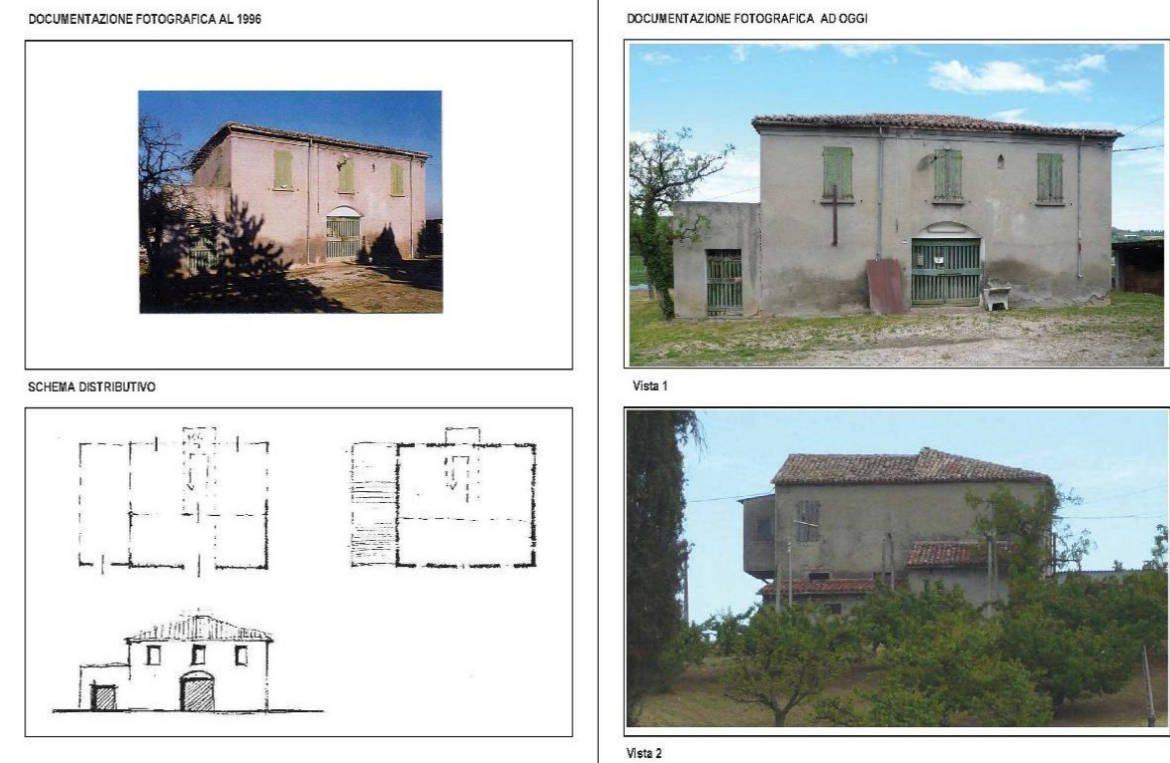 DOCUMENTAZIONE FOTOGRAFICA AL 1996
SCHEMA DISTRIBUTIVO
DOCUMENTAZIONE FOTOGRAFICA AD OGGI
Vista 1
Vista 2